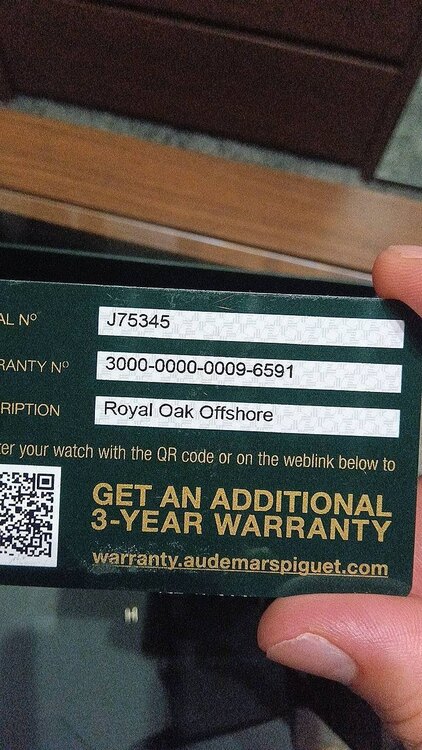 AL Nº
J75345
RANTY Nº
3000-0000-0009-6591
RIPTION
Royal Oak Offshore
er your watch with the QR code or on the weblink below to
GET AN ADDITIONAL
3-YEAR WARRANTY
warranty.audemarspiguet.com